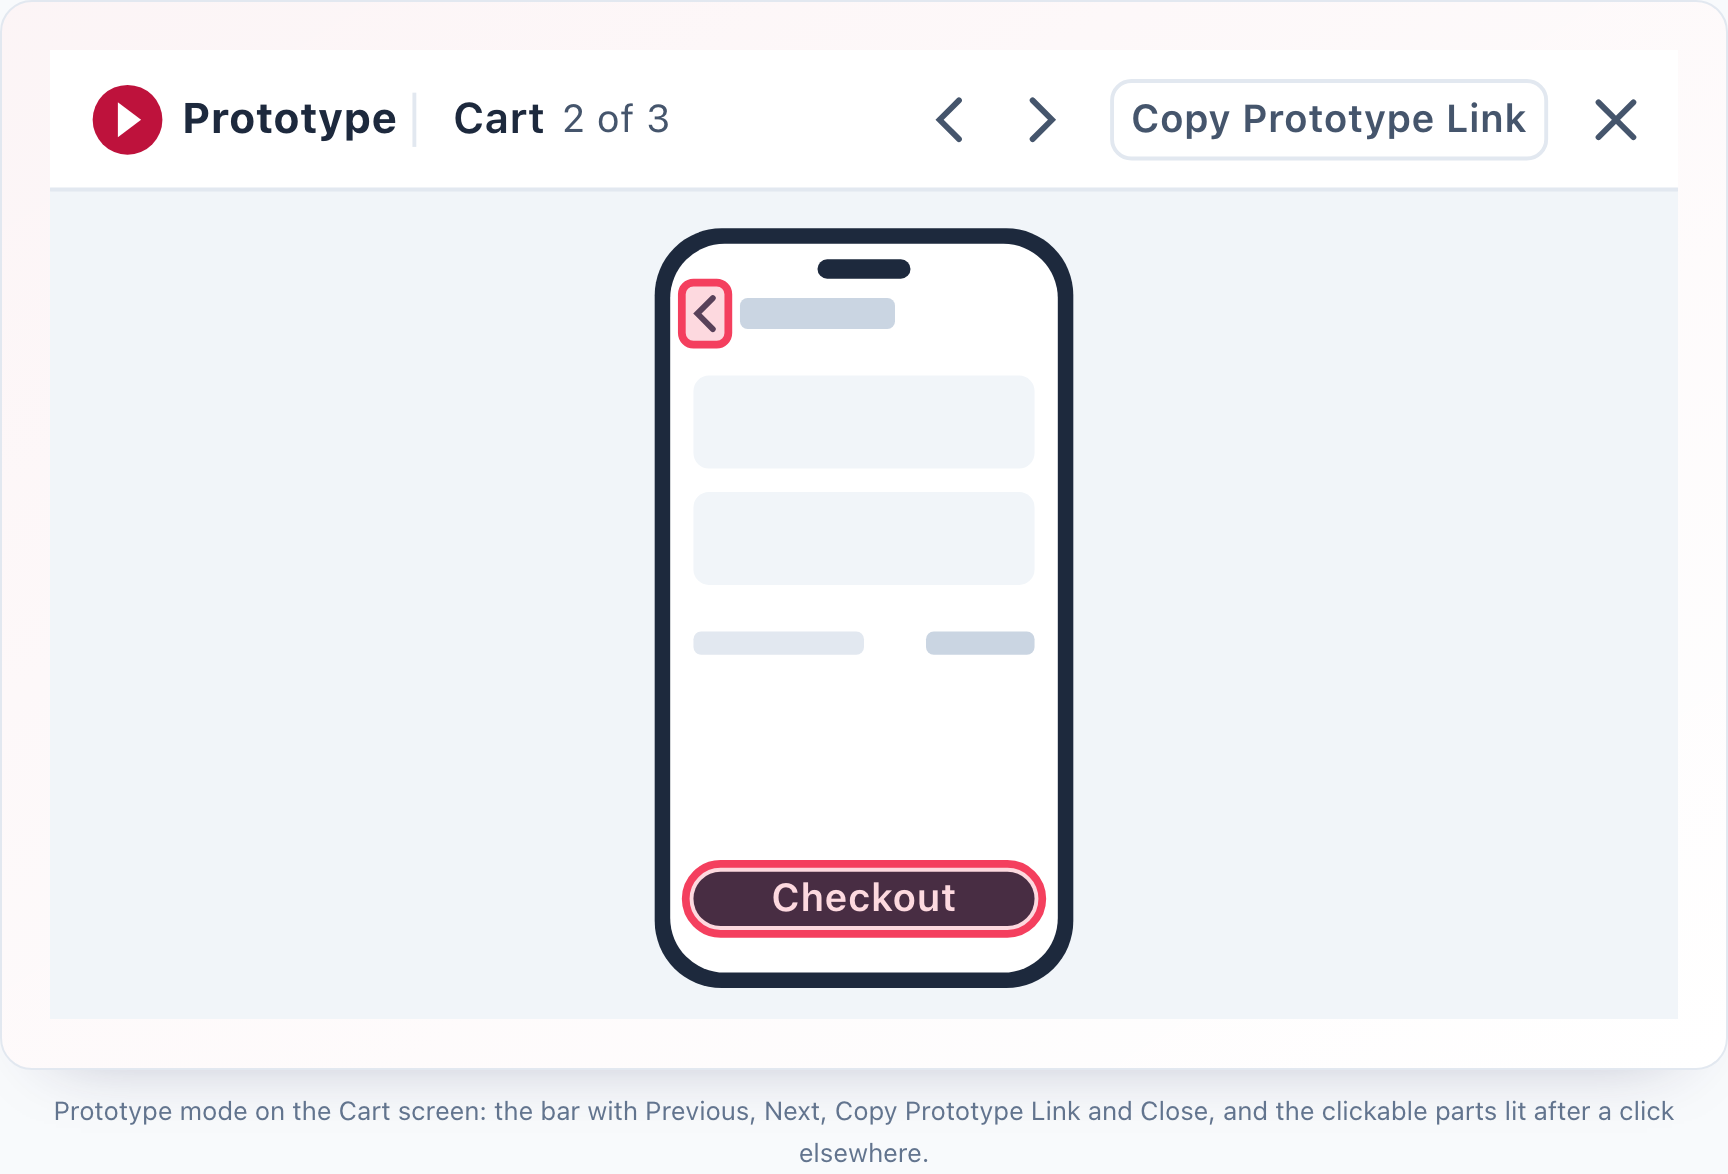 Prototype
Cart 2 of 3
Copy Prototype Link
Checkout
Prototype mode on the Cart screen: the bar with Previous, Next, Copy Prototype Link and Close, and the clickable parts lit after a click
elsewhere.